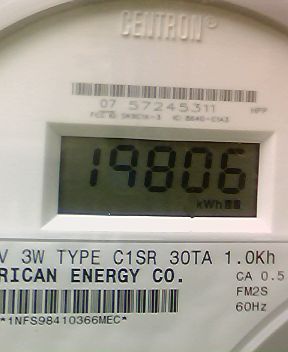 CENTRON®
07 57245311 HPP
19806
kWh
V 3W TYPE C1SR 30TA 1.0Kh
RICAN ENERGY CO.
CA 0.5
FM2S
60Hz
*1NFS98410366MEC*